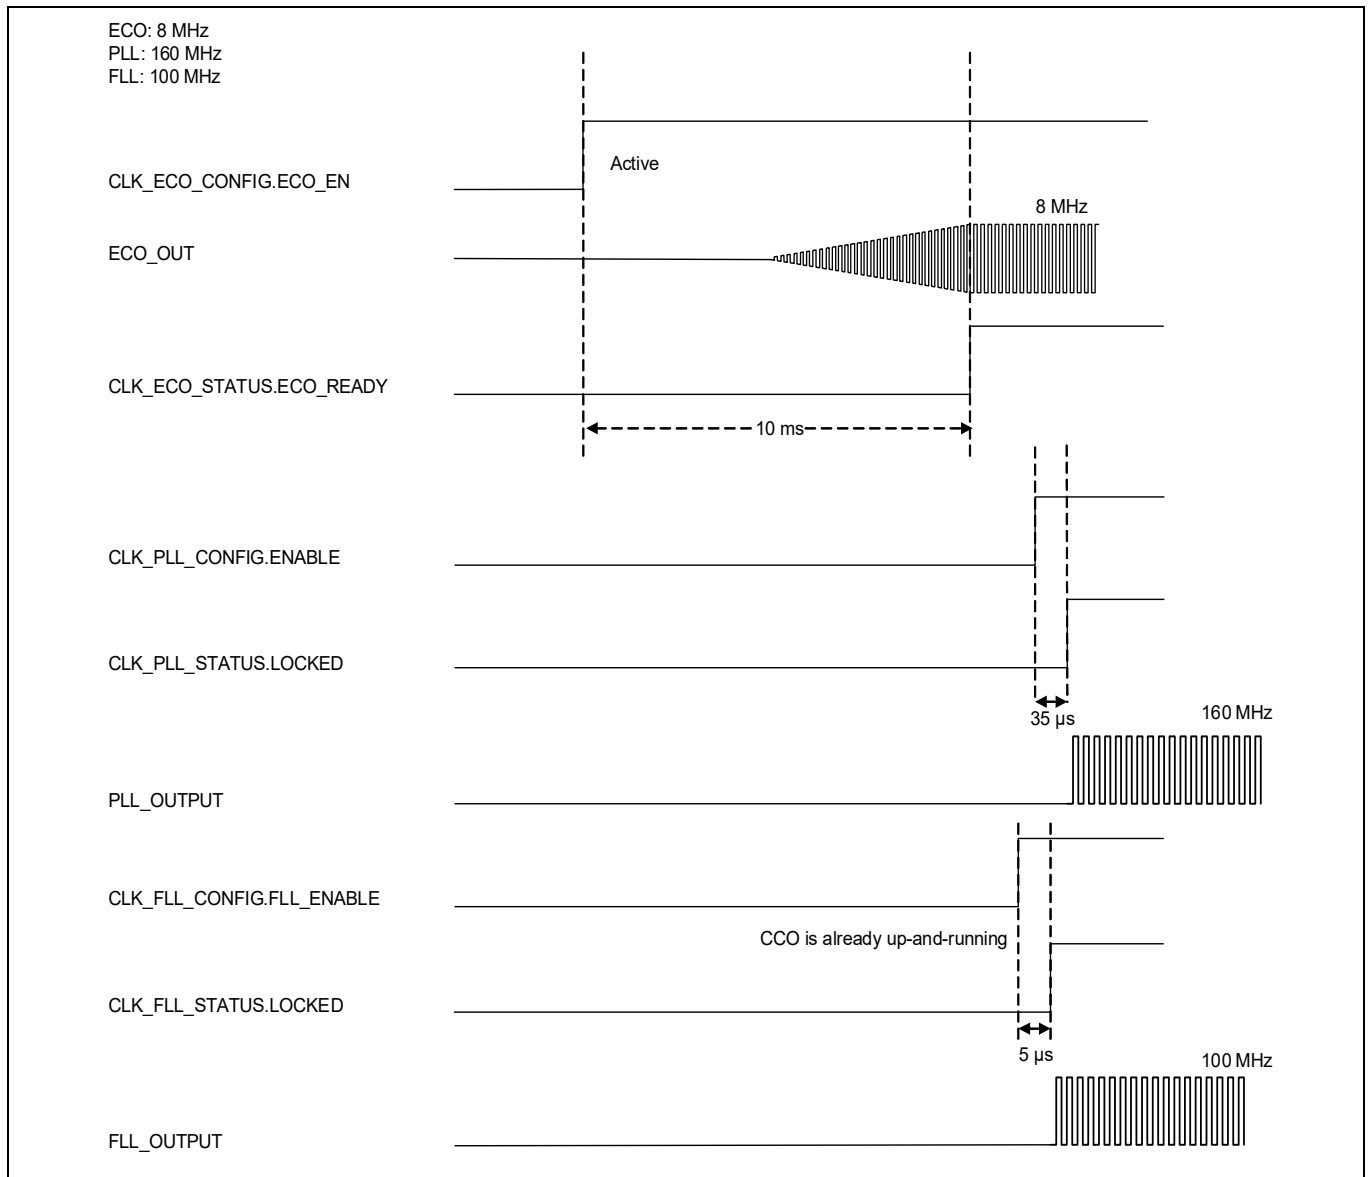 ECO: 8 MHz
PLL: 160 MHz
FLL: 100 MHz
Active
CLK_ECO_CONFIG.ECO_EN
8 MHz
ECO_OUT
CLK_ECO_STATUS.ECO_READY
10 ms
CLK_PLL_CONFIG.ENABLE
CLK_PLL_STATUS.LOCKED
35 µs
160 MHz
PLL_OUTPUT
CLK_FLL_CONFIG.FLL_ENABLE
CCO is already up-and-running
CLK_FLL_STATUS.LOCKED
5 µs
100 MHz
FLL_OUTPUT